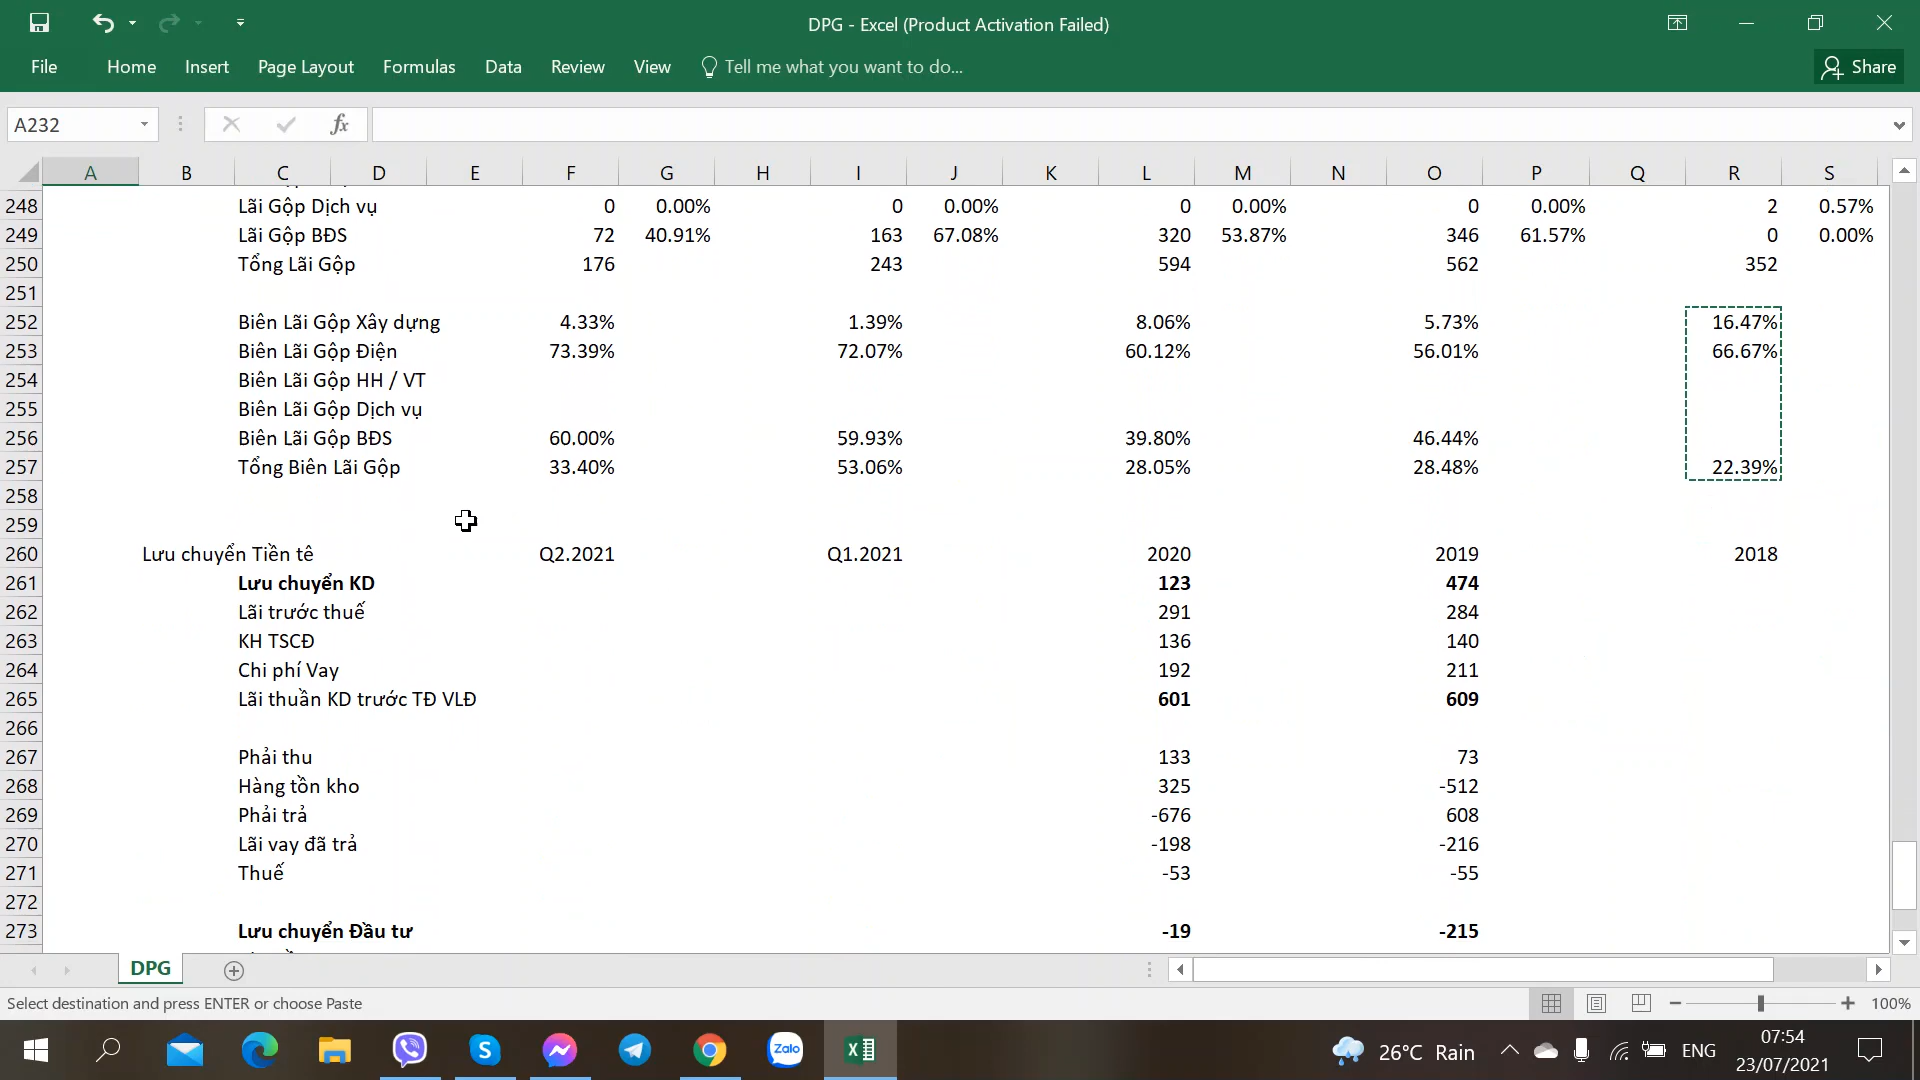 DPG - Excel (Product Activation Failed)
File Home Insert Page Layout Formulas Data Review View Tell me what you want to do... Share
A232 fx
A B C D E F G H I J K L M N O P Q R S
248 Lãi Gộp Dịch vụ 0 0.00% 0 0.00% 0 0.00% 0 0.00% 2 0.57%
249 Lãi Gộp BĐS 72 40.91% 163 67.08% 320 53.87% 346 61.57% 0 0.00%
250 Tổng Lãi Gộp 176 243 594 562 352
251
252 Biên Lãi Gộp Xây dựng 4.33% 1.39% 8.06% 5.73% 16.47%
253 Biên Lãi Gộp Điện 73.39% 72.07% 60.12% 56.01% 66.67%
254 Biên Lãi Gộp HH / VT
255 Biên Lãi Gộp Dịch vụ
256 Biên Lãi Gộp BĐS 60.00% 59.93% 39.80% 46.44%
257 Tổng Biên Lãi Gộp 33.40% 53.06% 28.05% 28.48% 22.39%
258
259
260 Lưu chuyển Tiền tê Q2.2021 Q1.2021 2020 2019 2018
261 Lưu chuyển KD 123 474
262 Lãi trước thuế 291 284
263 KH TSCĐ 136 140
264 Chi phí Vay 192 211
265 Lãi thuần KD trước TĐ VLĐ 601 609
266
267 Phải thu 133 73
268 Hàng tồn kho 325 -512
269 Phải trả -676 608
270 Lãi vay đã trả -198 -216
271 Thuế -53 -55
272
273 Lưu chuyển Đầu tư -19 -215
DPG
Select destination and press ENTER or choose Paste 100%
Zalo 26°C Rain ENG 07:54
23/07/2021